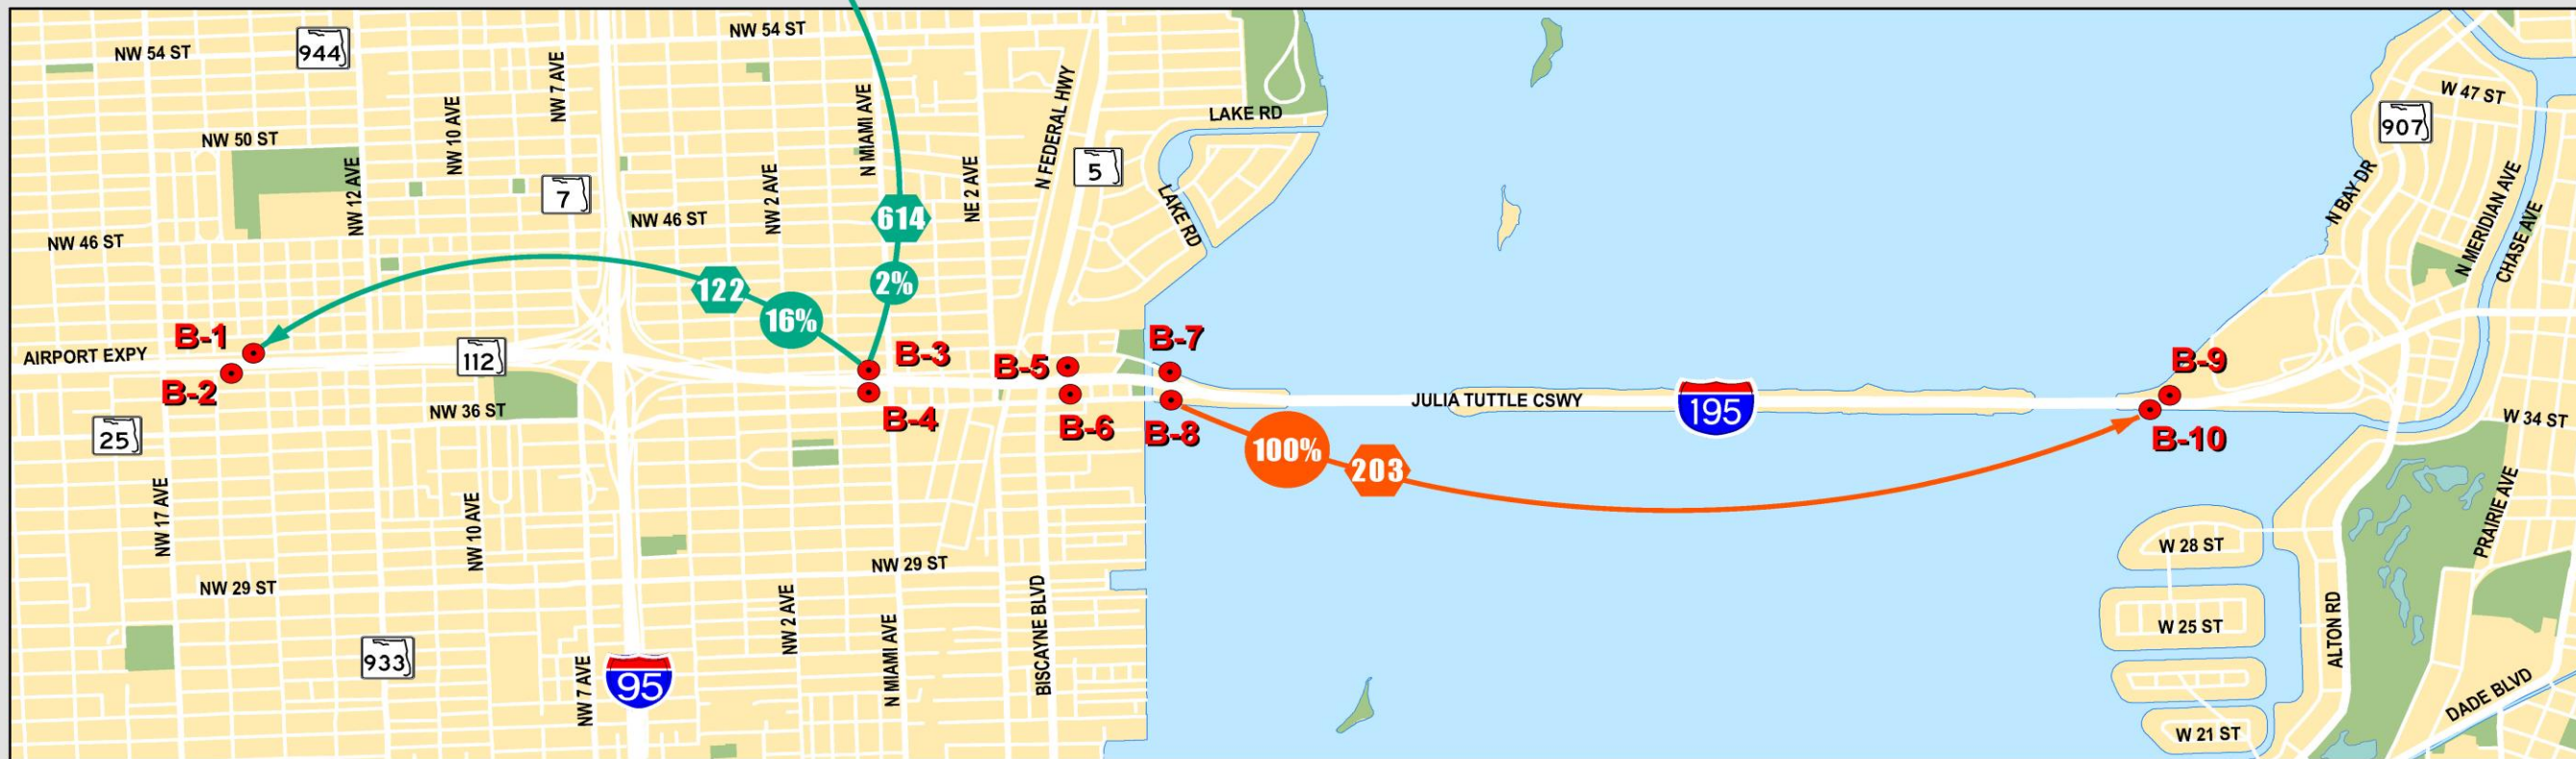 NW 54 ST
944
NW 7 AVE
NW 54 ST
N MIAMI AVE
N FEDERAL HWY
W 47 ST
907
NW 10 AVE
NW 50 ST
NW 12 AVE
LAKE RD
5
NE 2 AVE
7
NW 2 AVE
NW 46 ST
614
LAKE RD
N BAY DR
N MERIDIAN AVE
CHASE AVE
NW 46 ST
122
2%
16%
B-1
AIRPORT EXPY
112
B-2
B-3
B-4
B-5
B-6
B-7
B-8
B-9
B-10
JULIA TUTTLE CSWY
195
NW 36 ST
25
100%
203
W 34 ST
PRAIRIE AVE
NW 17 AVE
NW 10 AVE
NW 29 ST
W 28 ST
NW 29 ST
NW 2 AVE
BISCAYNE BLVD
W 25 ST
ALTON RD
933
NW 7 AVE
95
N MIAMI AVE
DADE BLVD
W 21 ST